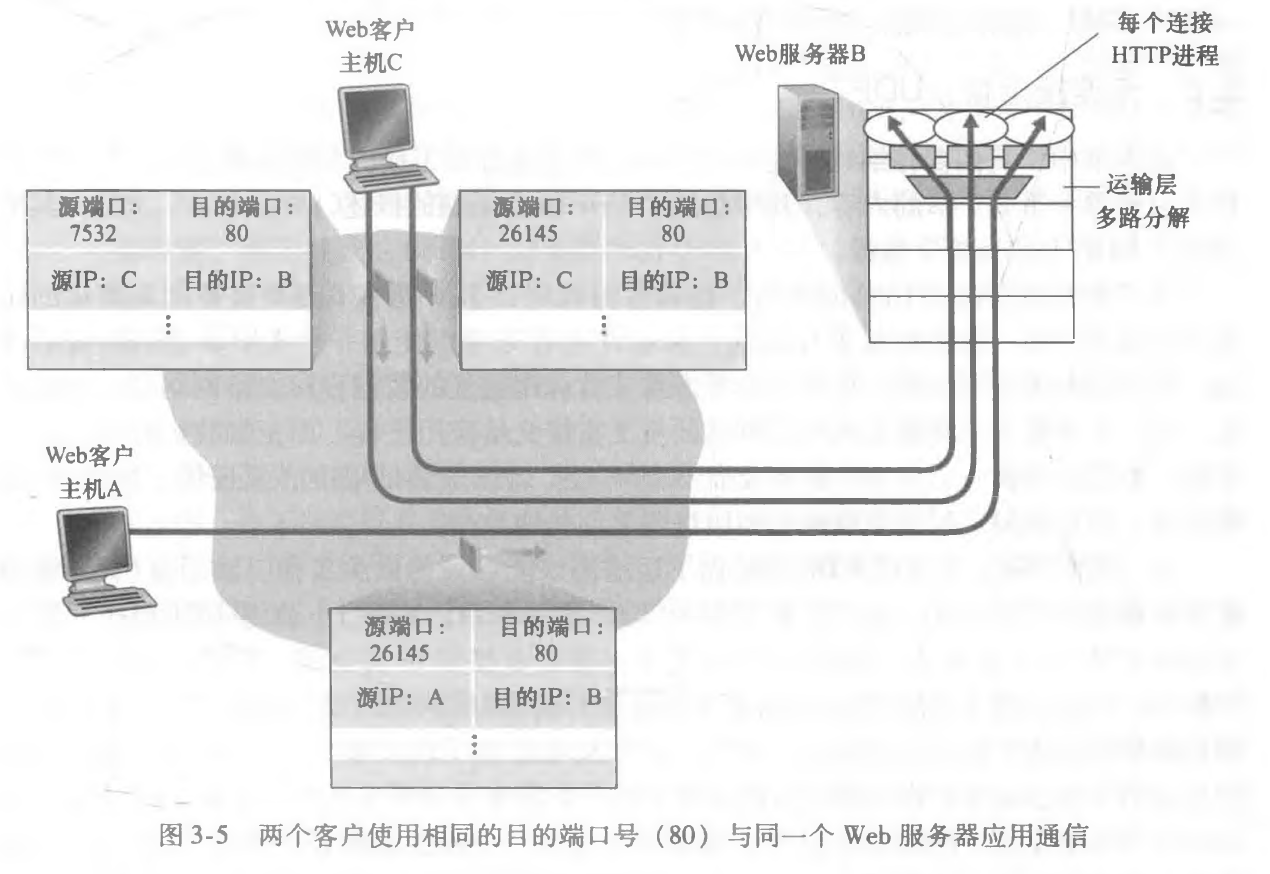 Web客户
主机C
Web服务器B
每个连接
HTTP进程
运输层
多路分解
源端口: 目的端口:
7532 80
源IP: C 目的IP: B
源端口: 目的端口:
26145 80
源IP: C 目的IP: B
Web客户
主机A
源端口: 目的端口:
26145 80
源IP: A 目的IP: B
图 3-5 两个客户使用相同的目的端口号（80）与同一个 Web 服务器应用通信